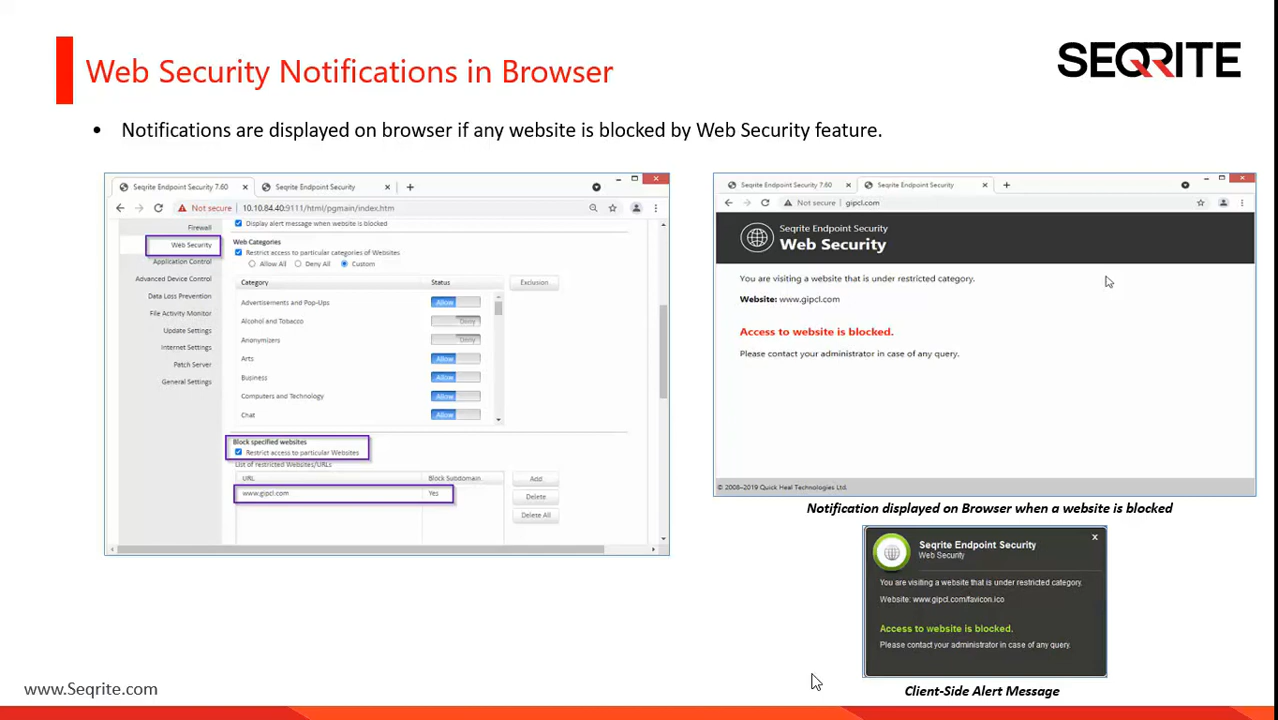 Web Security Notifications in Browser
SEQRITE
• Notifications are displayed on browser if any website is blocked by Web Security feature.
Seqrite Endpoint Security 7.60
Seqrite Endpoint Security
Not secure
10.10.84.40:9111/html/pgmain/index.htm
Firewall
Web Security
Application Control
Advanced Device Control
Data Loss Prevention
File Activity Monitor
Update Settings
Internet Settings
Patch Server
General Settings
Display alert message when website is blocked
Web Categories
Restrict access to particular categories of Websites
Allow All Deny All Custom
Category Status Exclusion
Advertisements and Pop-Ups Allow
Alcohol and Tobacco Deny
Anonymizers Deny
Arts Allow
Business Allow
Computers and Technology Allow
Chat Allow
Block specified websites
Restrict access to particular Websites
List of restricted Websites/URLs
URL Block Subdomain Add
www.gipcl.com Yes Delete
Delete All
Seqrite Endpoint Security 7.60
Seqrite Endpoint Security
Not secure | gipcl.com
Seqrite Endpoint Security
Web Security
You are visiting a website that is under restricted category.
Website: www.gipcl.com
Access to website is blocked.
Please contact your administrator in case of any query.
© 2008–2019 Quick Heal Technologies Ltd.
Notification displayed on Browser when a website is blocked
Seqrite Endpoint Security
Web Security
You are visiting a website that is under restricted category.
Website: www.gipcl.com/favicon.ico
Access to website is blocked.
Please contact your administrator in case of any query.
Client-Side Alert Message
www.Seqrite.com